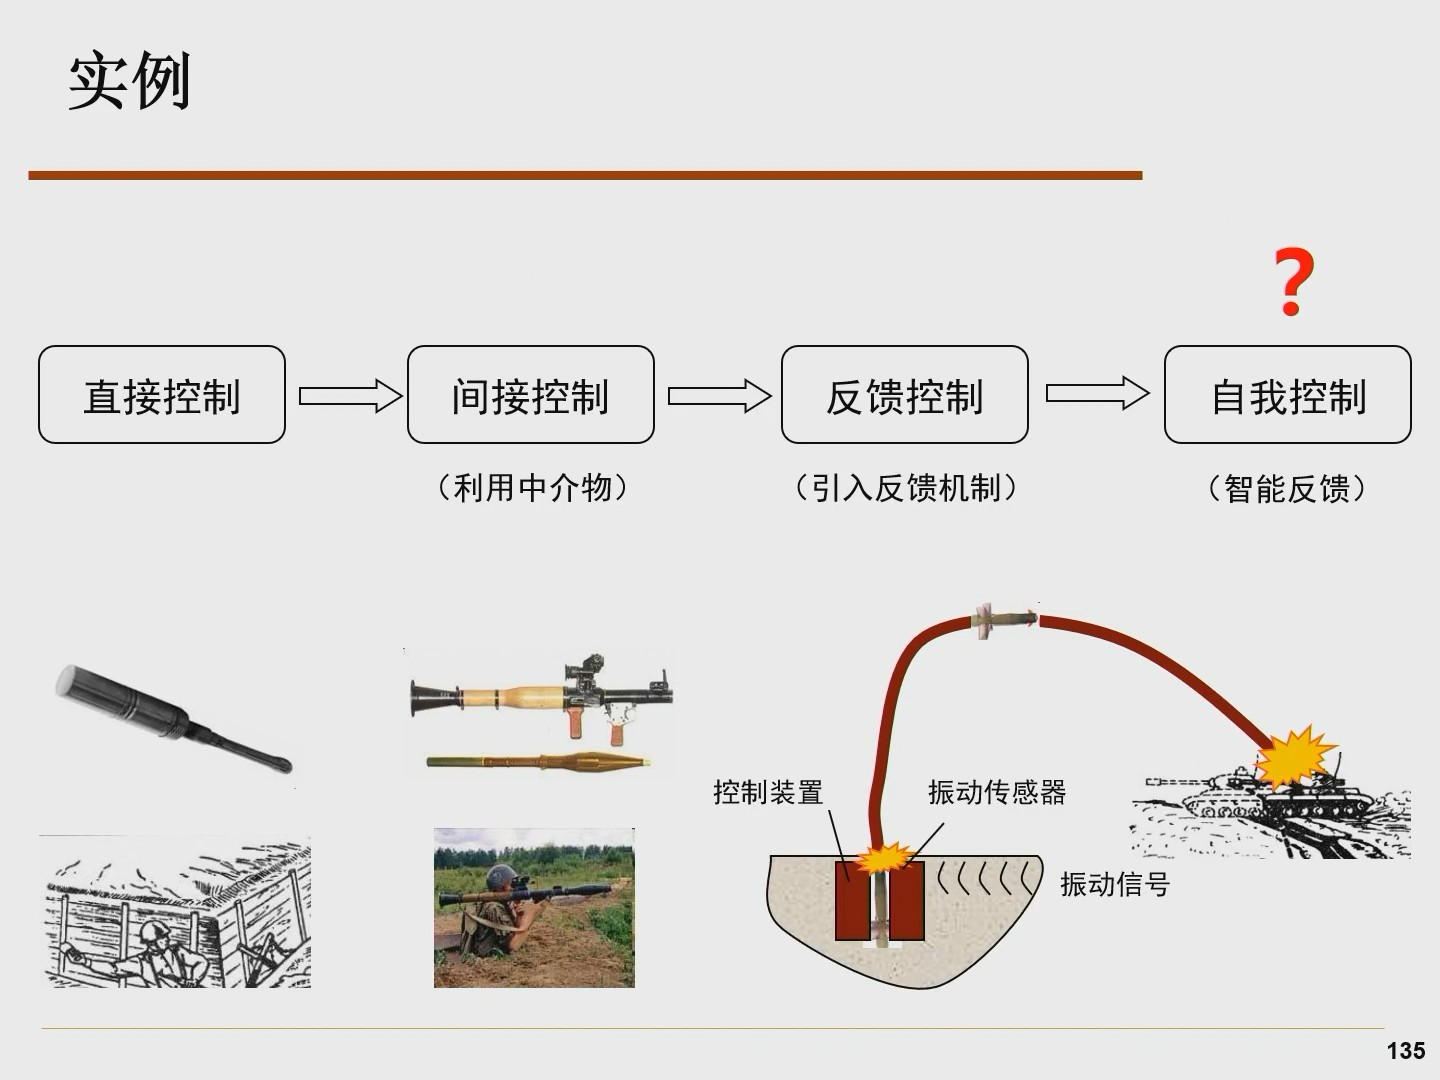 实例
?
直接控制
间接控制
反馈控制
自我控制
（利用中介物）
（引入反馈机制）
（智能反馈）
控制装置
振动传感器
振动信号
135